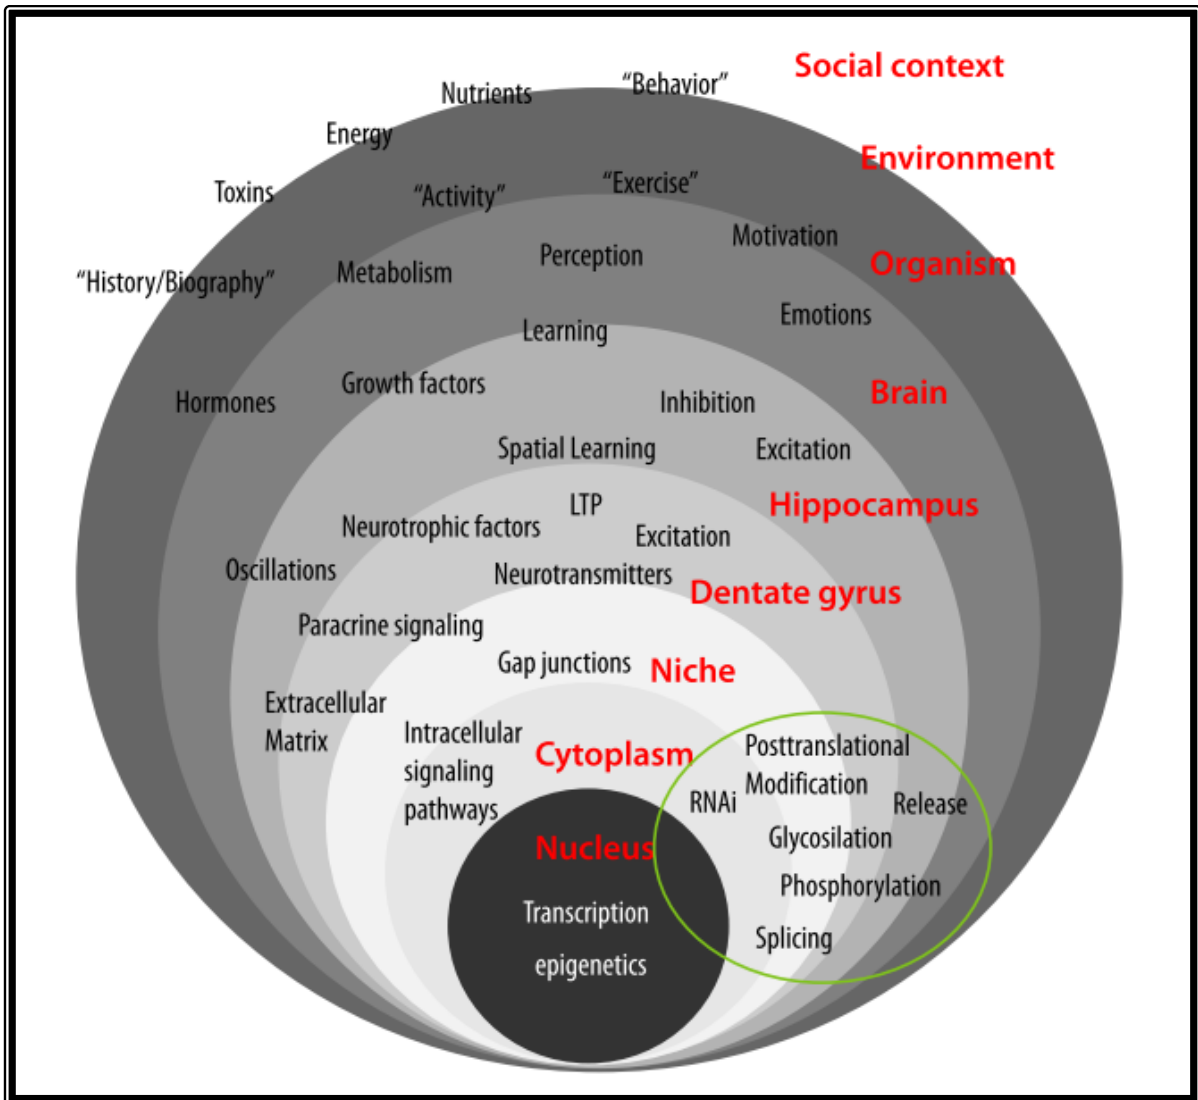 Social context
Nutrients
“Behavior”
Energy
Environment
Toxins
“Activity”
“Exercise”
Motivation
“History/Biography”
Metabolism
Perception
Organism
Emotions
Learning
Hormones
Growth factors
Inhibition
Brain
Spatial Learning
Excitation
LTP
Hippocampus
Neurotrophic factors
Excitation
Oscillations
Neurotransmitters
Dentate gyrus
Paracrine signaling
Gap junctions
Niche
Extracellular
Matrix
Intracellular
signaling
pathways
Cytoplasm
Posttranslational
Modification
RNAi
Release
Glycosilation
Phosphorylation
Splicing
Nucleus
Transcription
epigenetics